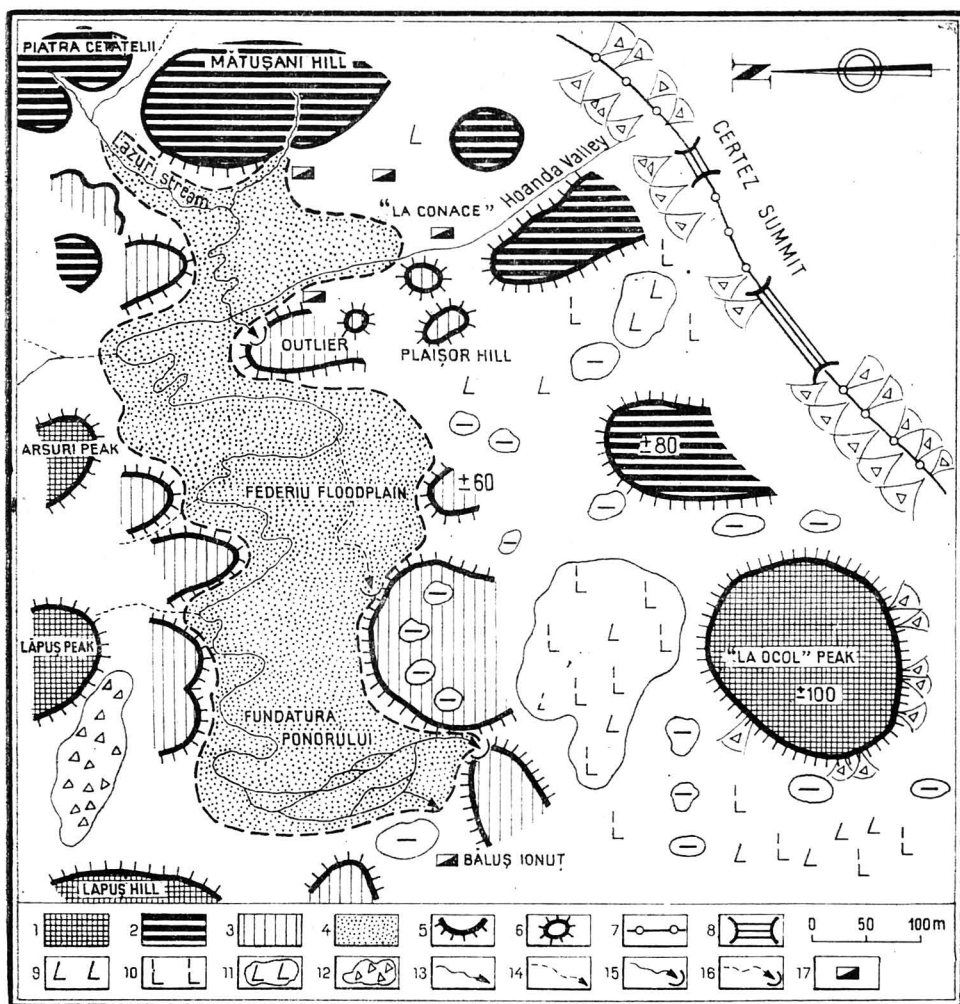 PIATRA CETATELII
MĂTUȘANI HILL
Lazuri stream
"LA CONACE"
Hoanda Valley
CERTEZ SUMMIT
OUTLIER
PLAIȘOR HILL
ARSURI PEAK
±80
FEDERIU FLOODPLAIN
±60
LĂPUȘ PEAK
"LA OCOL" PEAK
±100
FUNDATURA
PONORULUI
BĂLUȘ IONUȚ
LAPUȘ HILL
1 2 3 4 5 6 7 8 0 50 100 m
9 10 11 12 13 14 15 16 17